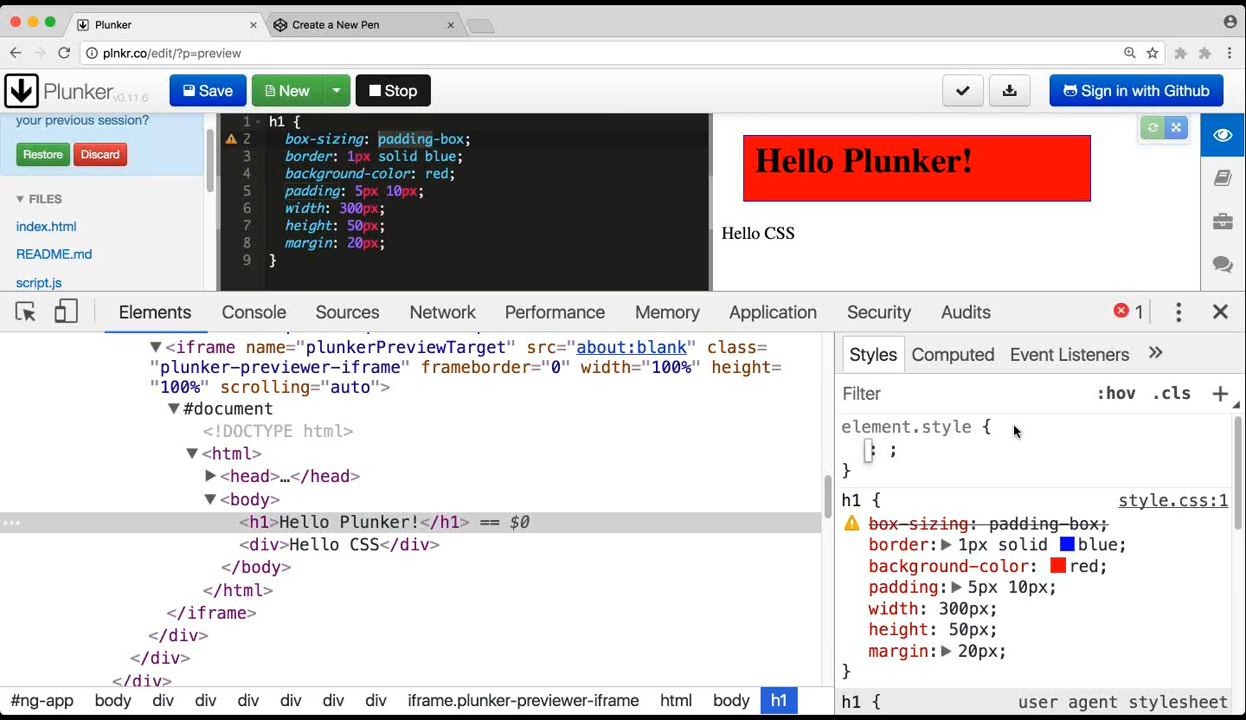 Plunker
Create a New Pen
plnkr.co/edit/?p=preview
Plunker v0.11.6
Save
New
Stop
Sign in with Github
your previous session?
Restore
Discard
FILES
index.html
README.md
script.js
1 h1 {
2 box-sizing: padding-box;
3 border: 1px solid blue;
4 background-color: red;
5 padding: 5px 10px;
6 width: 300px;
7 height: 50px;
8 margin: 20px;
9 }
Hello Plunker!
Hello CSS
Elements Console Sources Network Performance Memory Application Security Audits 1
<iframe name="plunkerPreviewTarget" src="about:blank" class=
"plunker-previewer-iframe" frameborder="0" width="100%" height=
"100%" scrolling="auto">
#document
<!DOCTYPE html>
<html>
<head>…</head>
<body>
<h1>Hello Plunker!</h1> == $0
<div>Hello CSS</div>
</body>
</html>
</iframe>
</div>
</div>
</div>
Styles Computed Event Listeners »
Filter :hov .cls +
element.style {
: ;
}
h1 { style.css:1
box-sizing: padding-box;
border: 1px solid blue;
background-color: red;
padding: 5px 10px;
width: 300px;
height: 50px;
margin: 20px;
}
h1 { user agent stylesheet
#ng-app body div div div div div div iframe.plunker-previewer-iframe html body h1